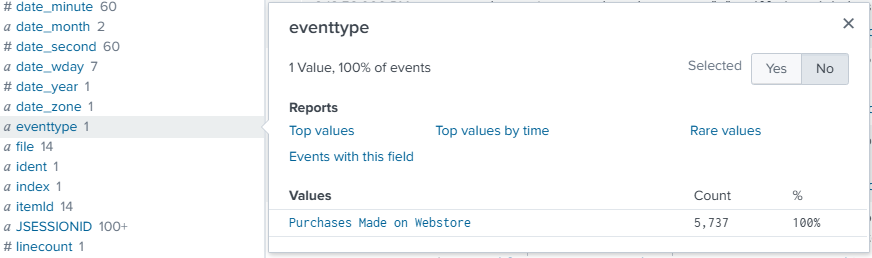 # date_minute 60
a date_month 2
# date_second 60
a date_wday 7
# date_year 1
a date_zone 1
a eventtype 1
a file 14
a ident 1
a index 1
a itemId 14
a JSESSIONID 100+
# linecount 1
eventtype
1 Value, 100% of events
Selected Yes No
Reports
Top values Top values by time Rare values
Events with this field
Values Count %
Purchases Made on Webstore 5,737 100%